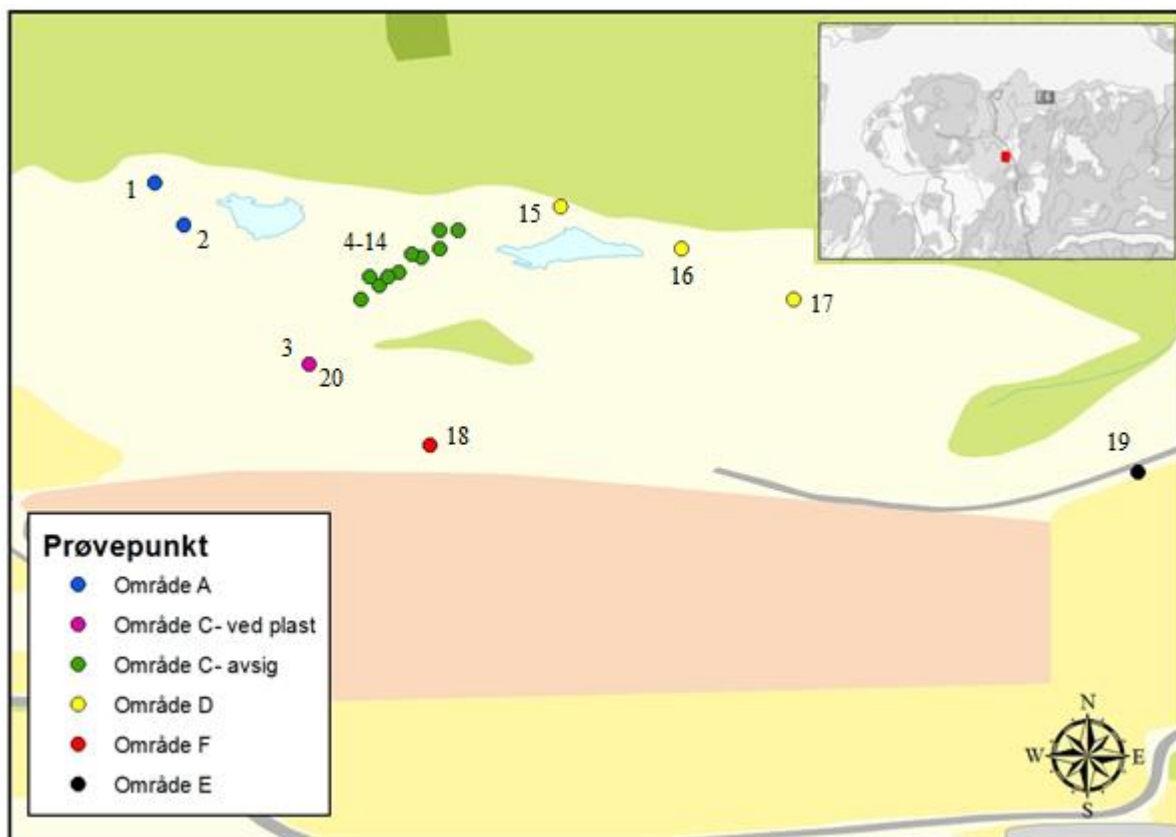 1
2
4-14
15
16
17
3
20
18
19
Prøvepunkt
Område A
Område C- ved plast
Område C- avsig
Område D
Område F
Område E
N
W E
S